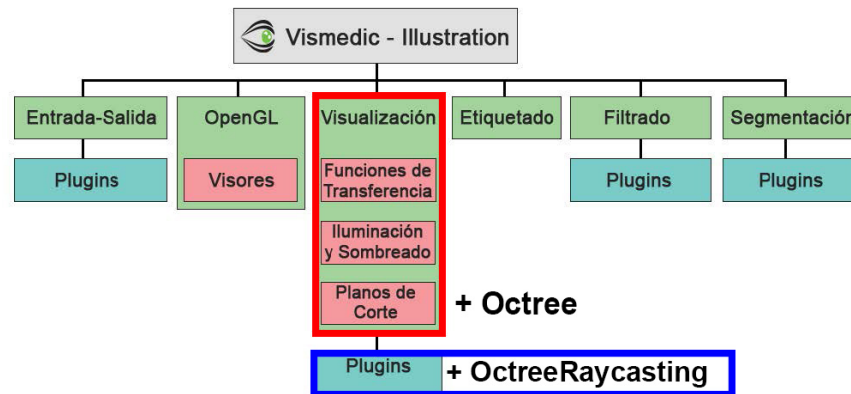 Vismedic - Illustration
Entrada-Salida
OpenGL
Visualización
Etiquetado
Filtrado
Segmentación
Plugins
Visores
Funciones de
Transferencia
Plugins
Plugins
Iluminación
y Sombreado
Planos de
Corte
+ Octree
Plugins
+ OctreeRaycasting